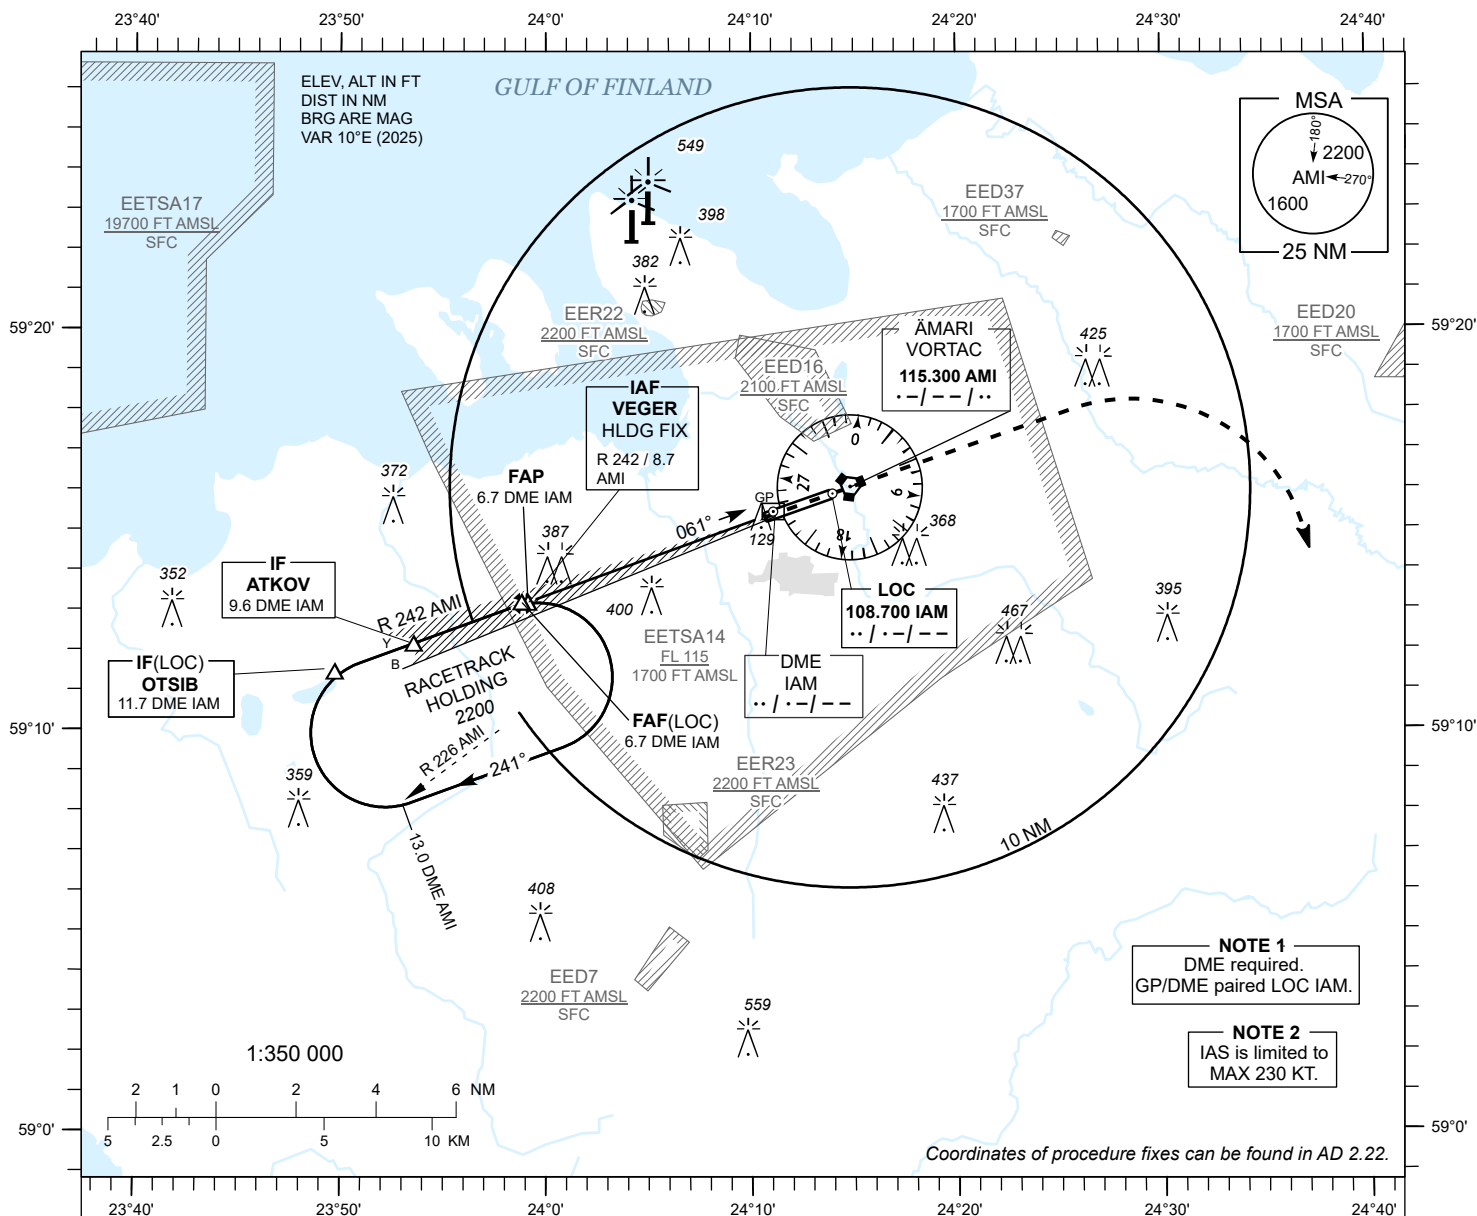 23°40'
23°50'
24°0'
24°10'
24°20'
24°30'
24°40'
ELEV, ALT IN FT
DIST IN NM
BRG ARE MAG
VAR 10°E (2025)
GULF OF FINLAND
MSA
180°
2200
AMI
270°
1600
25 NM
549
398
382
EETSA17
19700 FT AMSL
SFC
EED37
1700 FT AMSL
SFC
EER22
2200 FT AMSL
SFC
EED20
1700 FT AMSL
SFC
59°20'
59°20'
ÄMARI
VORTAC
115.300 AMI
·–/––/··
425
EED16
2100 FT AMSL
SFC
IAF
VEGER
HLDG FIX
R 242 / 8.7
AMI
0
9
18
27
FAP
6.7 DME IAM
372
GP
061°
129
387
368
IF
ATKOV
9.6 DME IAM
352
400
LOC
108.700 IAM
··/·–/––
395
467
R 242 AMI
Y
B
EETSA14
FL 115
1700 FT AMSL
IF(LOC)
OTSIB
11.7 DME IAM
DME
IAM
··/·–/––
RACETRACK
HOLDING
2200
R 226 AMI
241°
FAF(LOC)
6.7 DME IAM
59°10'
59°10'
359
EER23
2200 FT AMSL
SFC
437
10 NM
13.0 DME AMI
408
EED7
2200 FT AMSL
SFC
559
NOTE 1
DME required.
GP/DME paired LOC IAM.
NOTE 2
IAS is limited to
MAX 230 KT.
1:350 000
2 1 0 2 4 6 NM
5 2.5 0 5 10 KM
59°0'
59°0'
Coordinates of procedure fixes can be found in AD 2.22.
23°40'
23°50'
24°0'
24°10'
24°20'
24°30'
24°40'